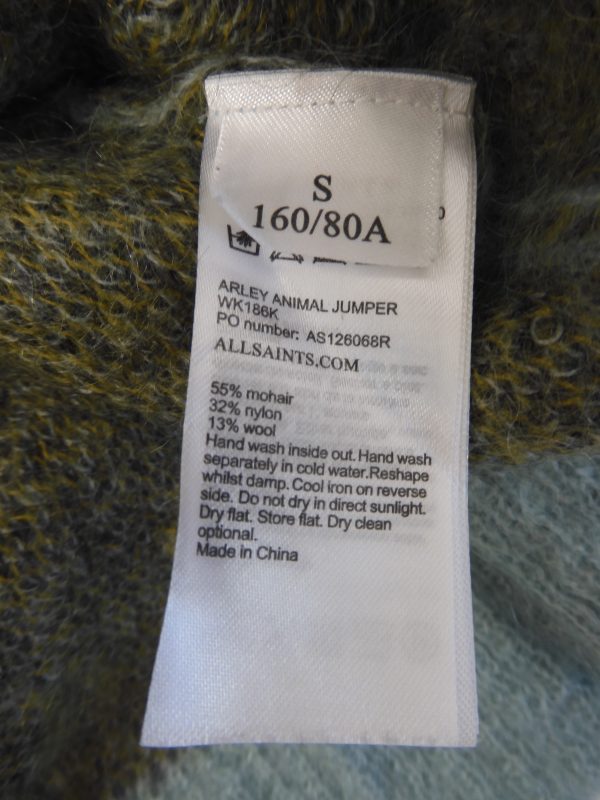 S
160/80A
ARLEY ANIMAL JUMPER
WK186K
PO number: AS126068R
ALLSAINTS.COM
55% mohair
32% nylon
13% wool
Hand wash inside out. Hand wash
separately in cold water.Reshape
whilst damp. Cool iron on reverse
side. Do not dry in direct sunlight.
Dry flat. Store flat. Dry clean
optional.
Made in China